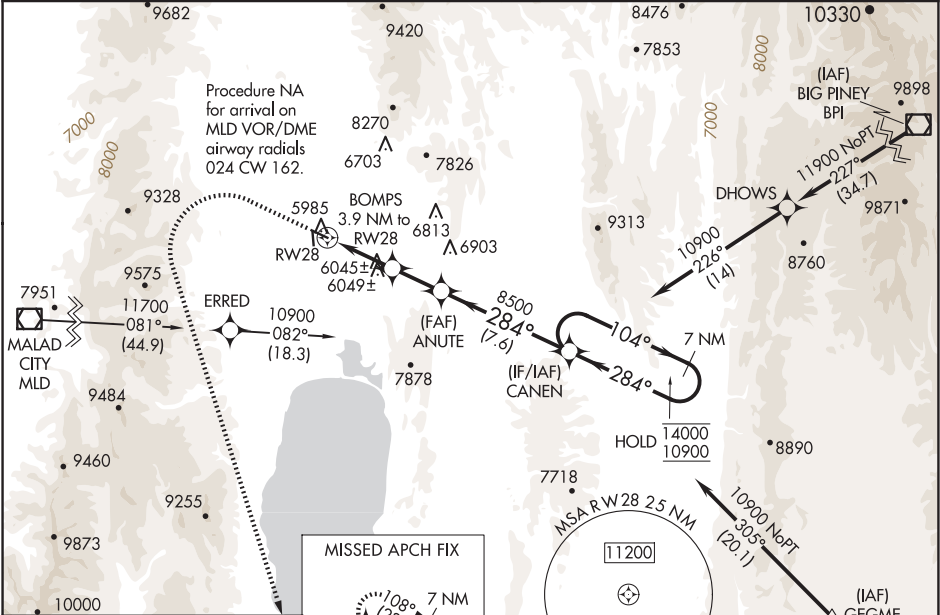 9682
9420
8476
7853
10330
8000
(IAF)
BIG PINEY
BPI
9898
Procedure NA
for arrival on
MLD VOR/DME
airway radials
024 CW 162.
7000
8000
8270
6703
7826
7000
11900 NoPT
227°
(34.7)
DHOWS
9871
9328
5985
BOMPS
3.9 NM to
RW28
6813
6903
9313
RW28
6045±
6049±
10900
226°
(14)
8760
9575
7951
11700
081°
(44.9)
ERRED
10900
082°
(18.3)
MALAD
CITY
MLD
(FAF)
ANUTE
8500
284°
(7.6)
104°
7 NM
284°
(IF/IAF)
CANEN
7878
9484
HOLD
14000
10900
8890
9460
7718
9255
MSA RW28 25 NM
10900 NoPT
305°
(20.1)
9873
MISSED APCH FIX
11200
108°
7 NM
10000
(IAF)